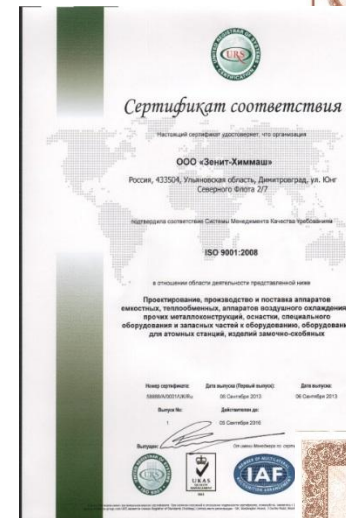 URS
Сертификат соответствия
Настоящий сертификат удостоверяет, что организация
ООО «Зенит-Химмаш»
Россия, 433504, Ульяновская область, Димитровград, ул. Юнг
Северного Флота 2/7
подтвердила соответствие Системы Менеджмента Качества требованиям
ISO 9001:2008
в отношении области деятельности представленной ниже
Проектирование, производство и поставка аппаратов
емкостных, теплообменных, аппаратов воздушного охлаждения
прочих металлоконструкций, оснастки, специального
оборудования и запасных частей к оборудованию, оборудовани
для атомных станций, изделий замочно-скобяных
Номер сертификата: Дата выпуска (Первый выпуск) Дата выпуска:
06 Сентября 2013 06 Сентября 2013
Выпуск No: Действителен до:
1 05 Сентября 2016
Выпущен:
UKAS
IAF